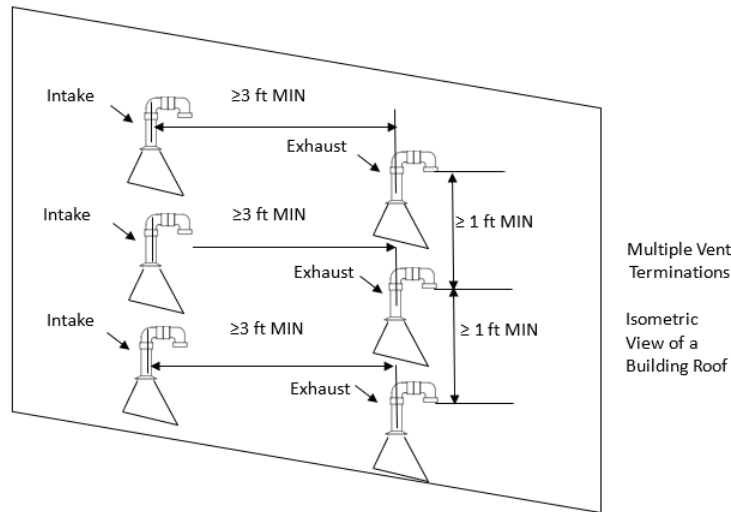 Intake
≥3 ft MIN
Exhaust
Intake
≥3 ft MIN
≥ 1 ft MIN
Exhaust
Intake
≥3 ft MIN
≥ 1 ft MIN
Exhaust
Multiple Vent
Terminations
Isometric
View of a
Building Roof